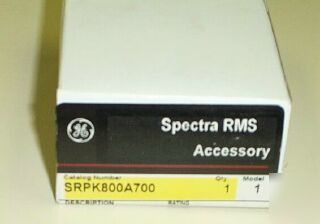 GE
Spectra RMS
Accessory
Catalog Number Qty Model
SRPK800A700 1 1
DESCRIPTION RATING